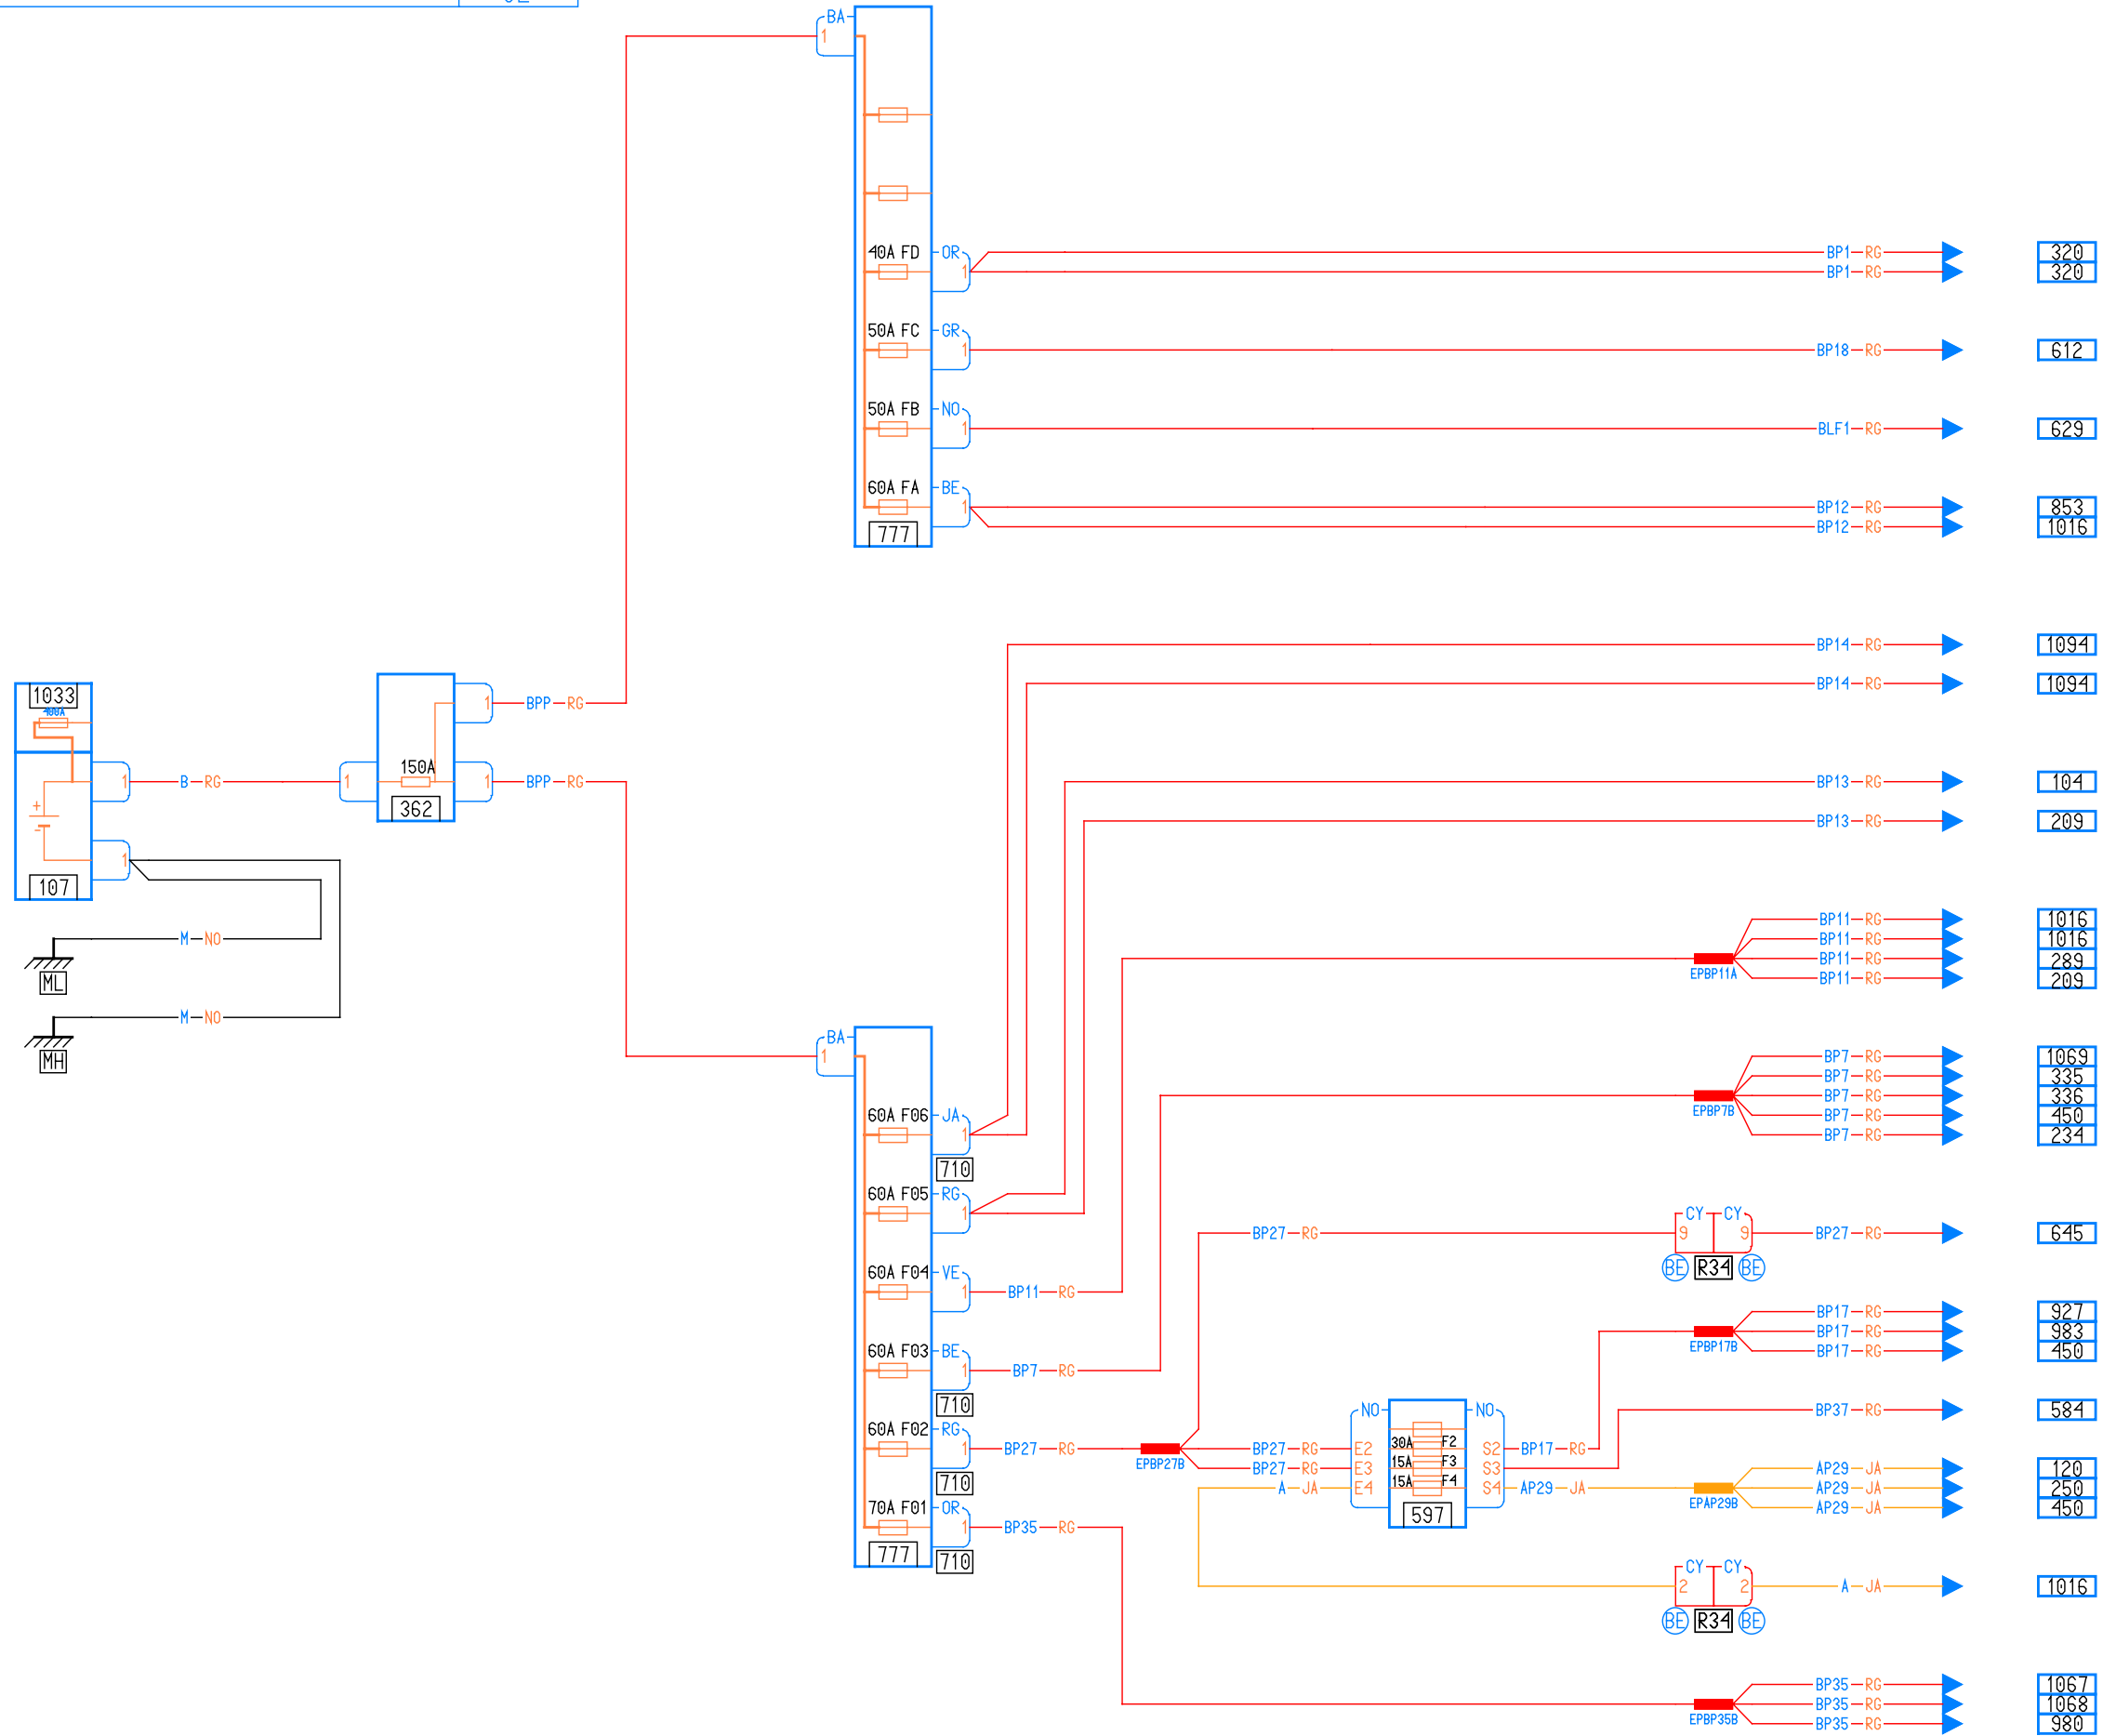 BA
1
40A FD OR 1 BP1 RG 320
BP1 RG 320
50A FC GR 1 BP18 RG 612
50A FB NO 1 BLF1 RG 629
60A FA BE 1 BP12 RG 853
777 BP12 RG 1016
BP14 RG 1094
1033 BP14 RG 1094
400A
1 BPP RG
1 B RG 1 150A 1 BPP RG BP13 RG 104
+
-
362 BP13 RG 209
1
107
BP11 RG 1016
M NO BP11 RG 1016
BP11 RG 289
EPBP11A BP11 RG 209
ML
M NO
MH
BA
1 BP7 RG 1069
BP7 RG 335
BP7 RG 336
EPBP7B BP7 RG 450
60A F06 JA 1 BP7 RG 234
710
60A F05 RG 1
CY CY
BP27 RG 9 9 BP27 RG 645
BE R34 BE
60A F04 VE 1 BP11 RG
BP17 RG 927
BP17 RG 983
EPBP17B BP17 RG 450
60A F03 BE 1 BP7 RG
710
NO NO BP37 RG 584
60A F02 RG 1 BP27 RG EPBP27B BP27 RG E2 30A F2 S2 BP17 RG
BP27 RG E3 15A F3 S3 AP29 JA 120
710 A JA E4 15A F4 S4 AP29 JA EPAP29B AP29 JA 250
AP29 JA 450
597
70A F01 OR 1 BP35 RG
777 710
CY CY
2 2 A JA 1016
BE R34 BE
BP35 RG 1067
BP35 RG 1068
EPBP35B BP35 RG 980